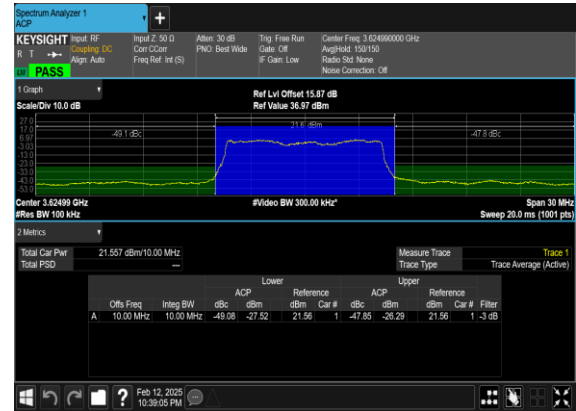 Spectrum Analyzer 1
ACP
+
KEYSIGHT Input: RF Input Z: 50 Ω Atten: 30 dB Trig: Free Run Center Freq: 3.624990000 GHz
R T Coupling: DC Corr CCorr PNO: Best Wide Gate: Off Avg|Hold: 150/150
Align: Auto Freq Ref: Int (S) IF Gain: Low Radio Std: None
PASS Noise Correction: Off
1 Graph Ref Lvl Offset 15.87 dB
Scale/Div 10.0 dB Ref Value 36.97 dBm
27.0
17.0 21.6 dBm
6.97 -49.1 dBc -47.8 dBc
-3.03
-13.0
-23.0
-33.0
-43.0
-53.0
Center 3.62499 GHz #Video BW 300.00 kHz* Span 30 MHz
#Res BW 100 kHz Sweep 20.0 ms (1001 pts)
2 Metrics
Total Car Pwr 21.557 dBm/10.00 MHz Measure Trace Trace 1
Total PSD --- Trace Type Trace Average (Active)
Lower Upper
ACP Reference ACP Reference
Offs Freq Integ BW dBc dBm dBm Car # dBc dBm dBm Car # Filter
A 10.00 MHz 10.00 MHz -49.08 -27.52 21.56 1 -47.85 -26.29 21.56 1 -3 dB
?
Feb 12, 2025
10:39:05 PM